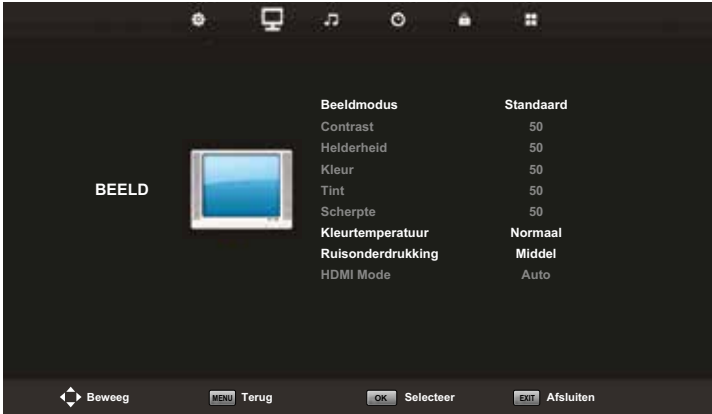 Beeldmodus Standaard
Contrast 50
Helderheid 50
Kleur 50
BEELD
Tint 50
Scherpte 50
Kleurtemperatuur Normaal
Ruisonderdrukking Middel
HDMI Mode Auto
Beweeg MENU Terug OK Selecteer EXIT Afsluiten